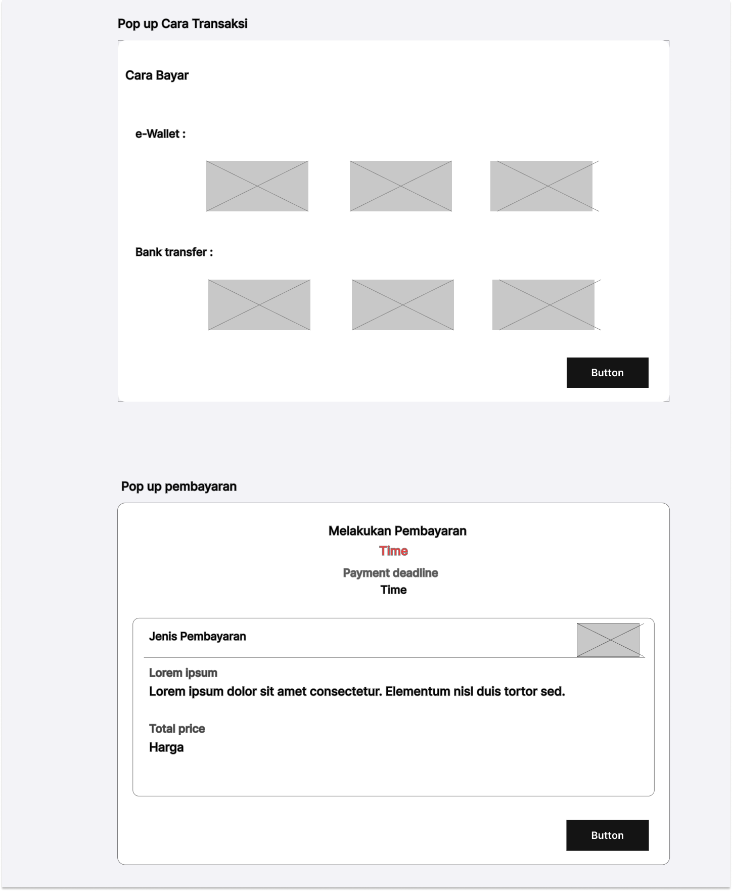 Pop up Cara Transaksi
Cara Bayar
e-Wallet :
Bank transfer :
Button
Pop up pembayaran
Melakukan Pembayaran
Time
Payment deadline
Time
Jenis Pembayaran
Lorem ipsum
Lorem ipsum dolor sit amet consectetur. Elementum nisl duis tortor sed.
Total price
Harga
Button